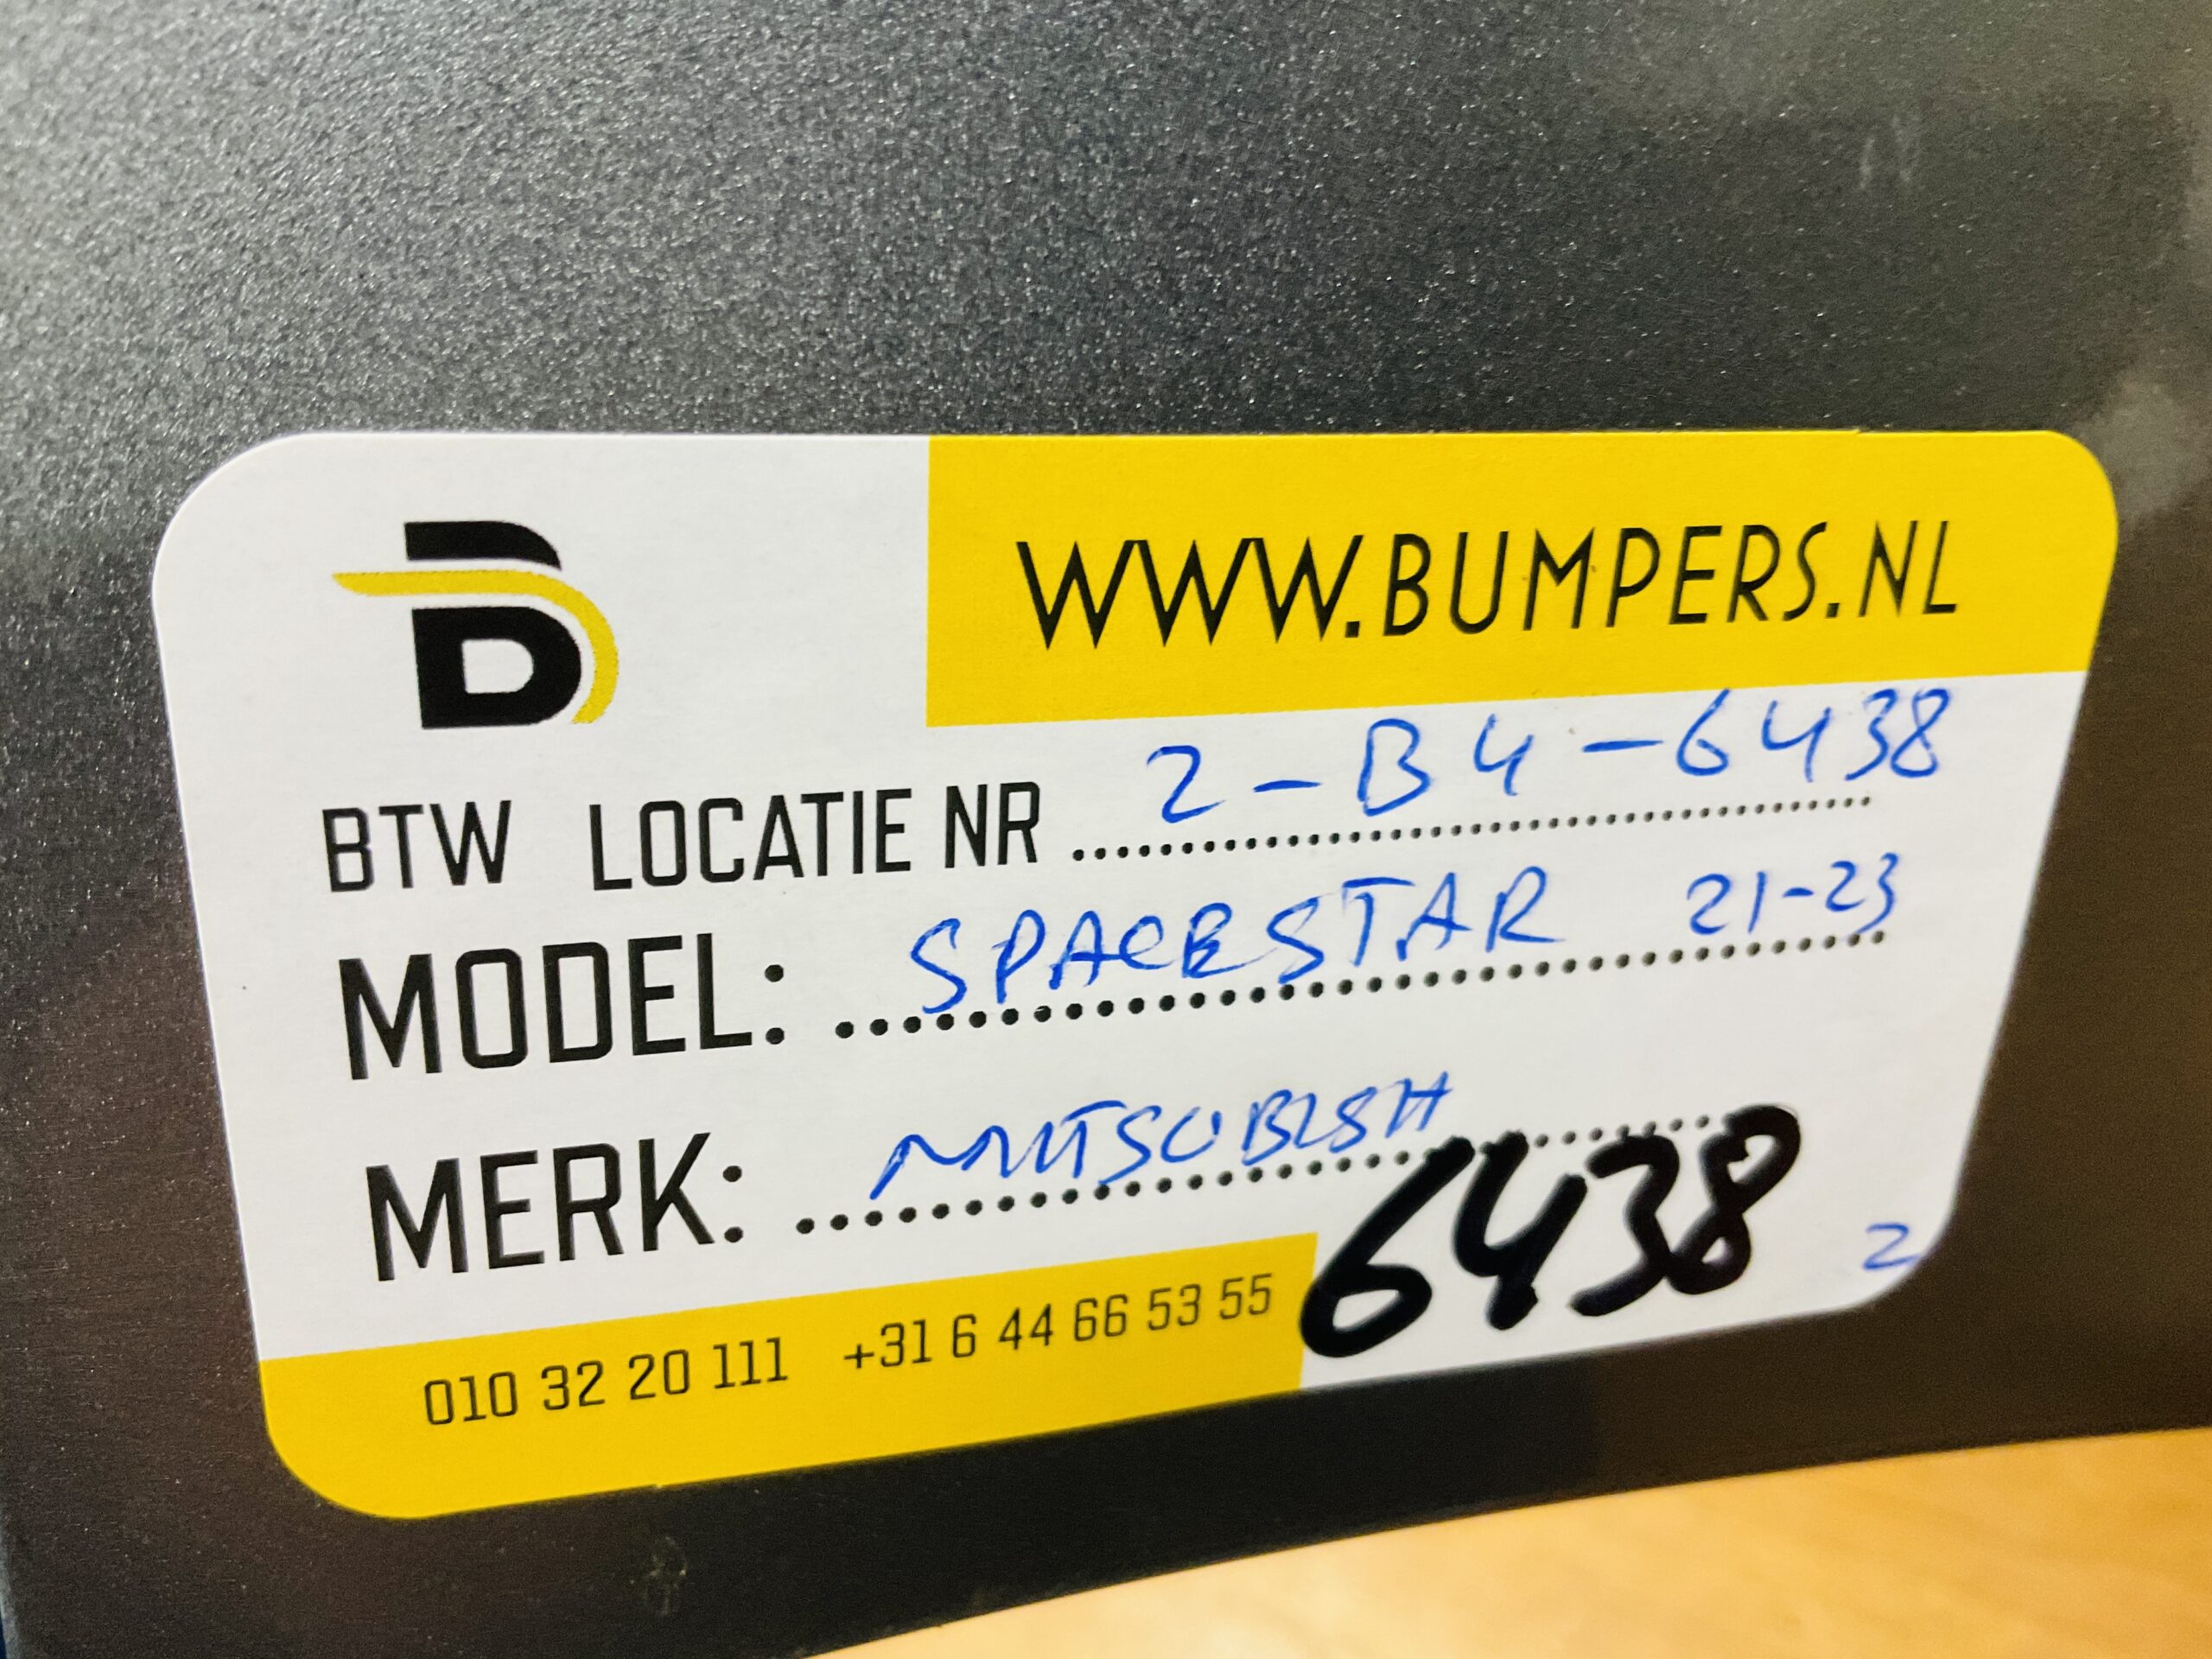 B
WWW.BUMPERS.NL
BTW LOCATIE NR 2-B4-6438
MODEL: SPACESTAR 21-23
MERK: MITSOBISH
6438
2
010 32 20 111 +31 6 44 66 53 55